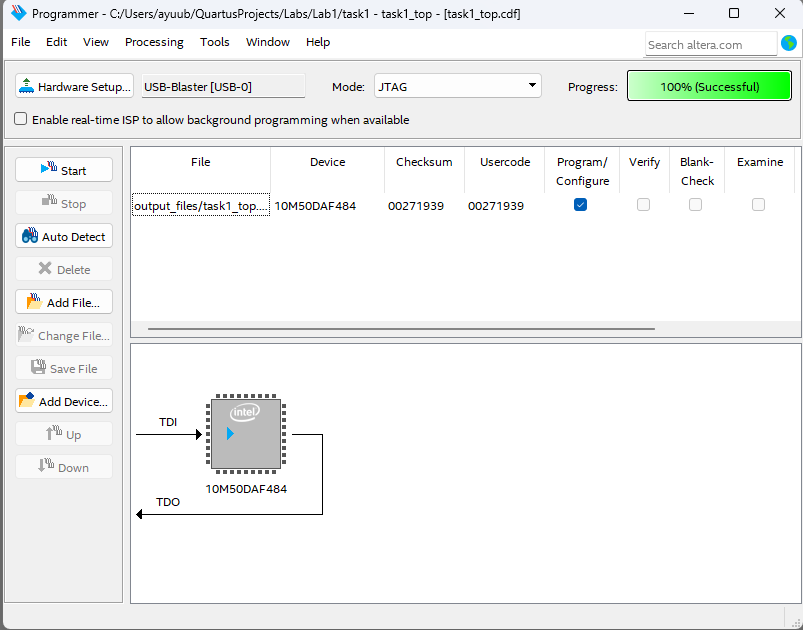 Programmer - C:/Users/ayuub/QuartusProjects/Labs/Lab1/task1 - task1_top - [task1_top.cdf]
File Edit View Processing Tools Window Help
Search altera.com
Hardware Setup... USB-Blaster [USB-0] Mode: JTAG Progress: 100% (Successful)
Enable real-time ISP to allow background programming when available
Start
Stop
Auto Detect
Delete
Add File...
Change File...
Save File
Add Device...
Up
Down
File Device Checksum Usercode Program/ Verify Blank- Examine
Configure Check
output_files/task1_top.... 10M50DAF484 00271939 00271939
intel
TDI
10M50DAF484
TDO